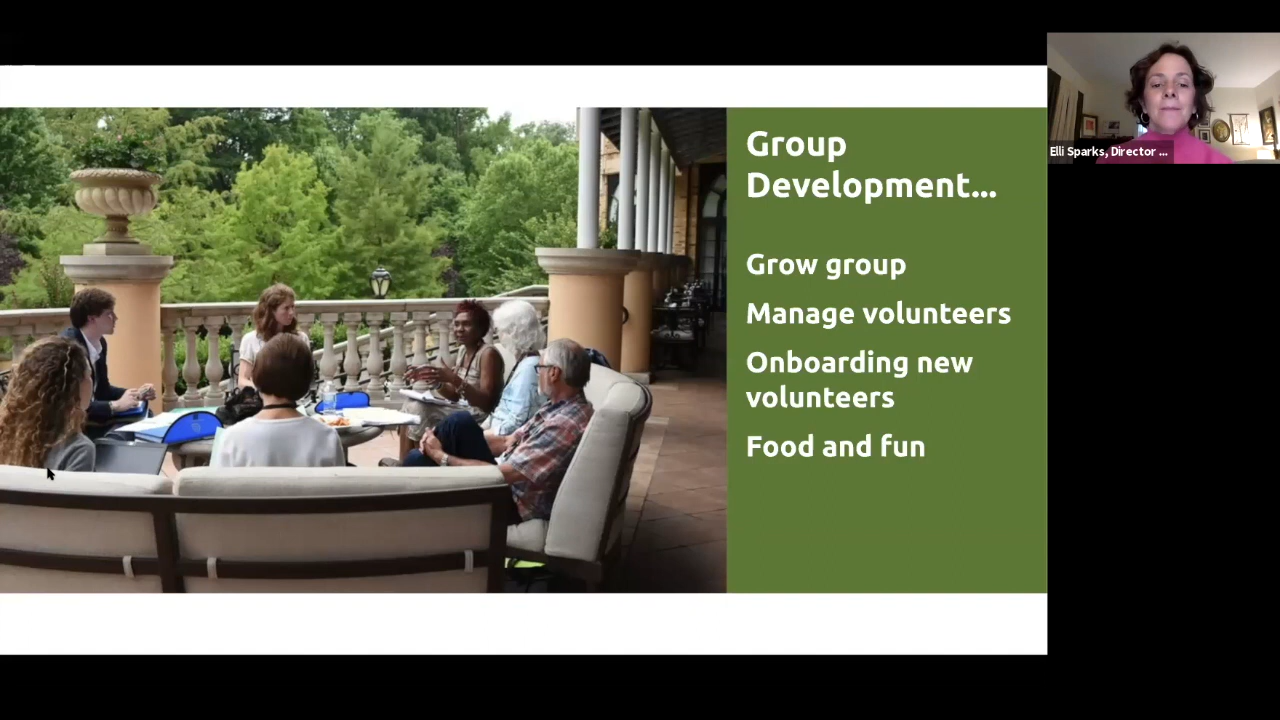 Group
Development...
Grow group
Manage volunteers
Onboarding new
volunteers
Food and fun
Elli Sparks, Director ...